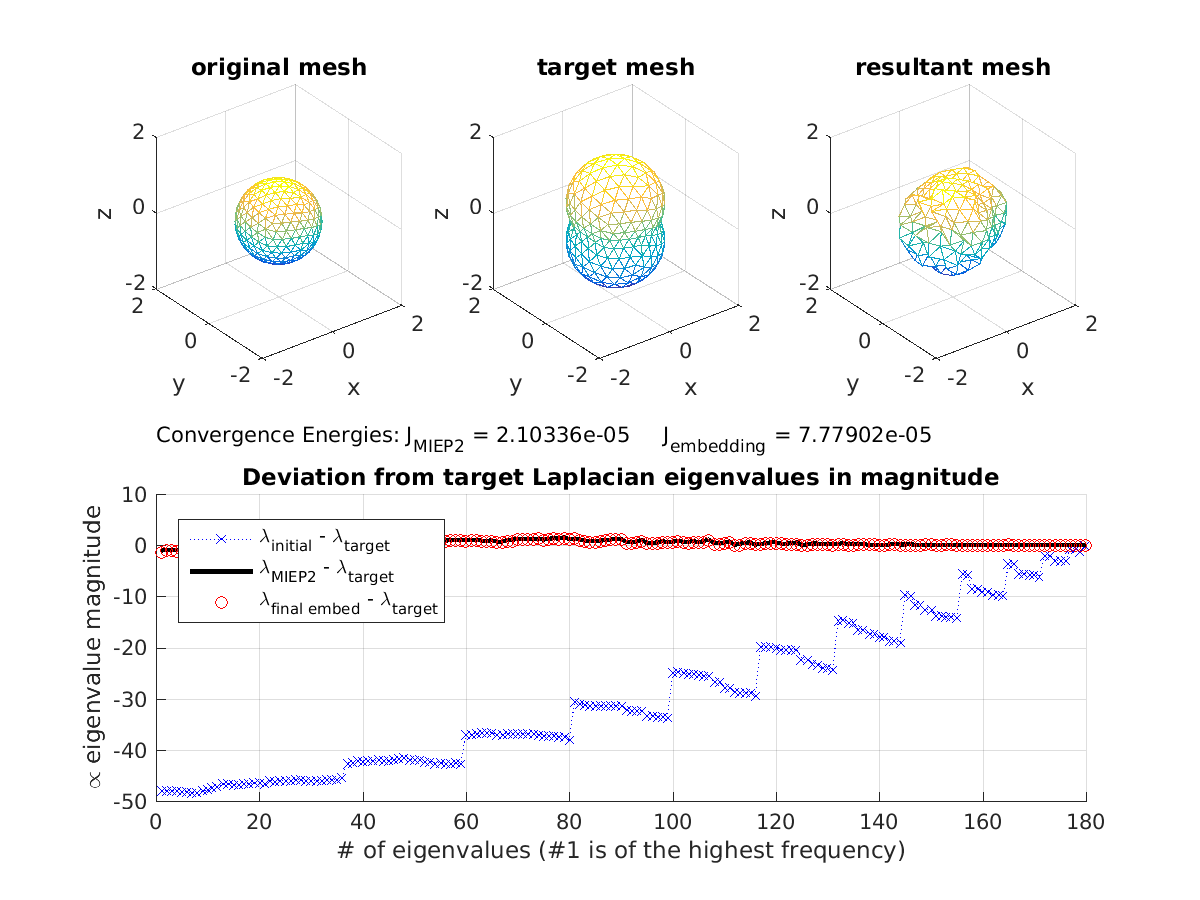 original mesh
target mesh
resultant mesh
2
0
-2
z
2
0
-2
y
-2
0
2
x
2
0
-2
z
2
0
-2
y
-2
0
2
x
2
0
-2
z
2
0
-2
y
-2
0
2
x
Convergence Energies: J_MIEP2 = 2.10336e-05 J_embedding = 7.77902e-05
Deviation from target Laplacian eigenvalues in magnitude
∝ eigenvalue magnitude
10
0
-10
-20
-30
-40
-50
λ_initial - λ_target
λ_MIEP2 - λ_target
λ_final embed - λ_target
0 20 40 60 80 100 120 140 160 180
# of eigenvalues (#1 is of the highest frequency)